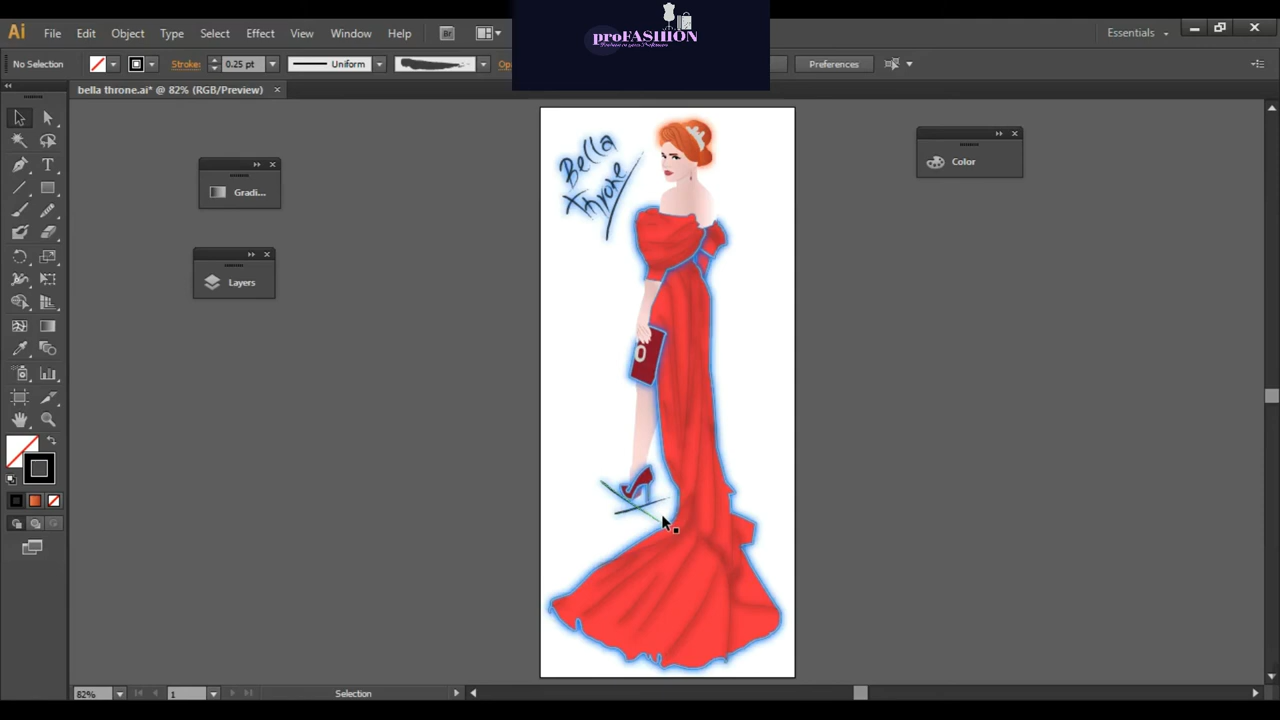 Ai File Edit Object Type Select Effect View Window Help Br Essentials
No Selection Stroke: 0.25 pt Uniform Preferences
proFASHION
bella throne.ai* @ 82% (RGB/Preview)
Gradi...
Layers
Color
Bella
Throne
82% 1 Selection